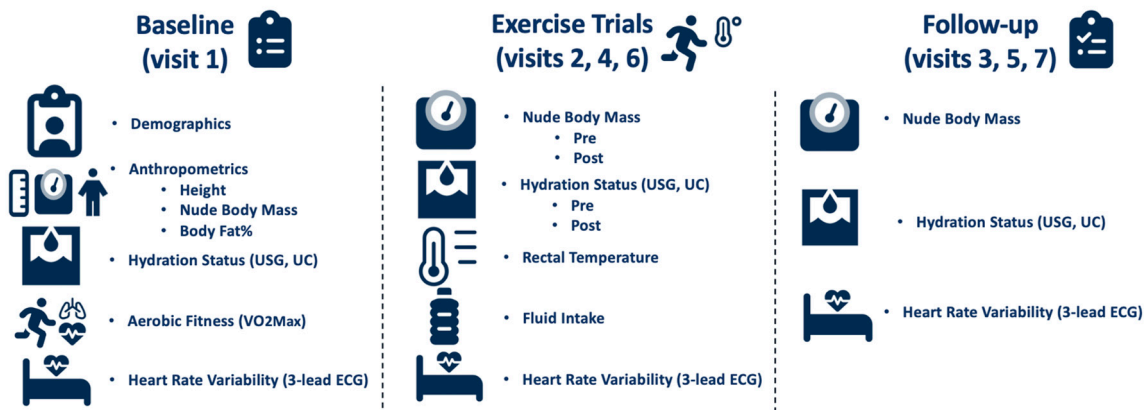 Baseline
(visit 1)
• Demographics
• Anthropometrics
• Height
• Nude Body Mass
• Body Fat%
• Hydration Status (USG, UC)
• Aerobic Fitness (VO2Max)
• Heart Rate Variability (3-lead ECG)
Exercise Trials
(visits 2, 4, 6)
• Nude Body Mass
• Pre
• Post
• Hydration Status (USG, UC)
• Pre
• Post
• Rectal Temperature
• Fluid Intake
• Heart Rate Variability (3-lead ECG)
Follow-up
(visits 3, 5, 7)
• Nude Body Mass
• Hydration Status (USG, UC)
• Heart Rate Variability (3-lead ECG)